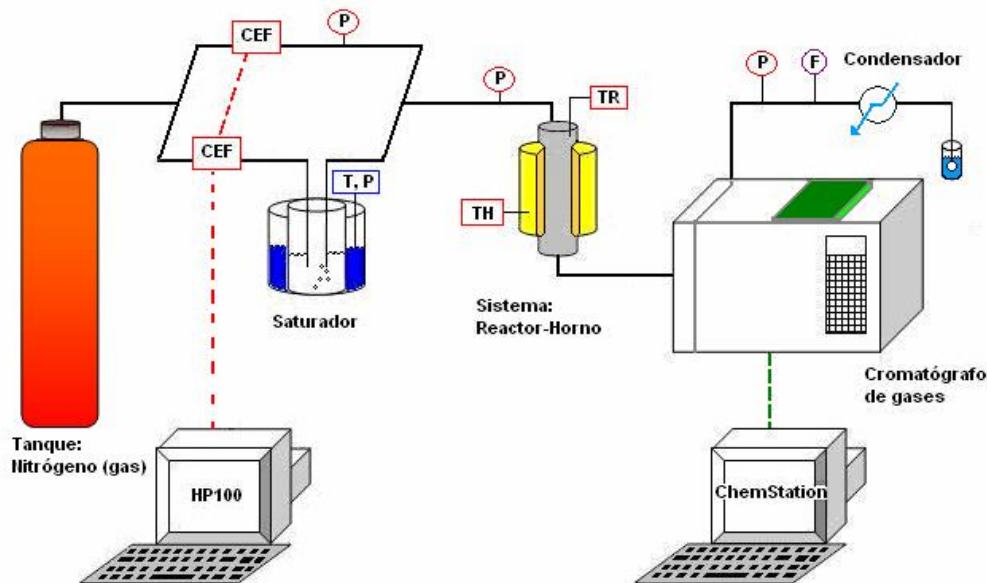 CEF
P
CEF
T, P
Saturador
P
TR
TH
Sistema:
Reactor-Horno
P
F
Condensador
Cromatógrafo
de gases
Tanque:
Nitrógeno (gas)
HP100
ChemStation